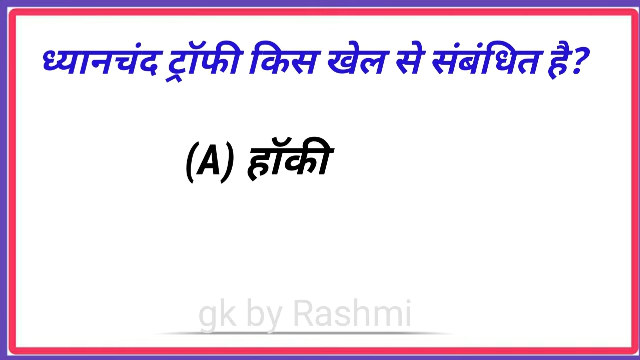 ध्यानचंद ट्रॉफी किस खेल से संबंधित है?
(A) हॉकी
gk by Rashmi